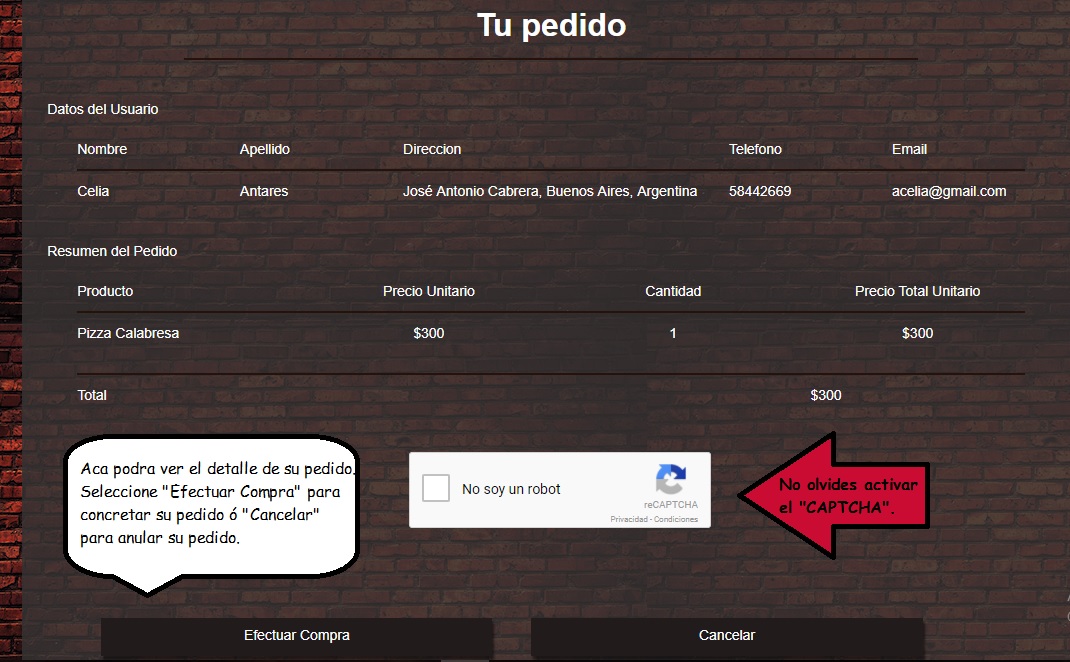 Tu pedido
Datos del Usuario
Nombre Apellido Direccion Telefono Email
Celia Antares José Antonio Cabrera, Buenos Aires, Argentina 58442669 acelia@gmail.com
Resumen del Pedido
Producto Precio Unitario Cantidad Precio Total Unitario
Pizza Calabresa $300 1 $300
Total $300
Aca podra ver el detalle de su pedido.
Seleccione "Efectuar Compra" para
concretar su pedido ó "Cancelar"
para anular su pedido.
No soy un robot
reCAPTCHA
Privacidad - Condiciones
No olvides activar
el "CAPTCHA".
Efectuar Compra Cancelar